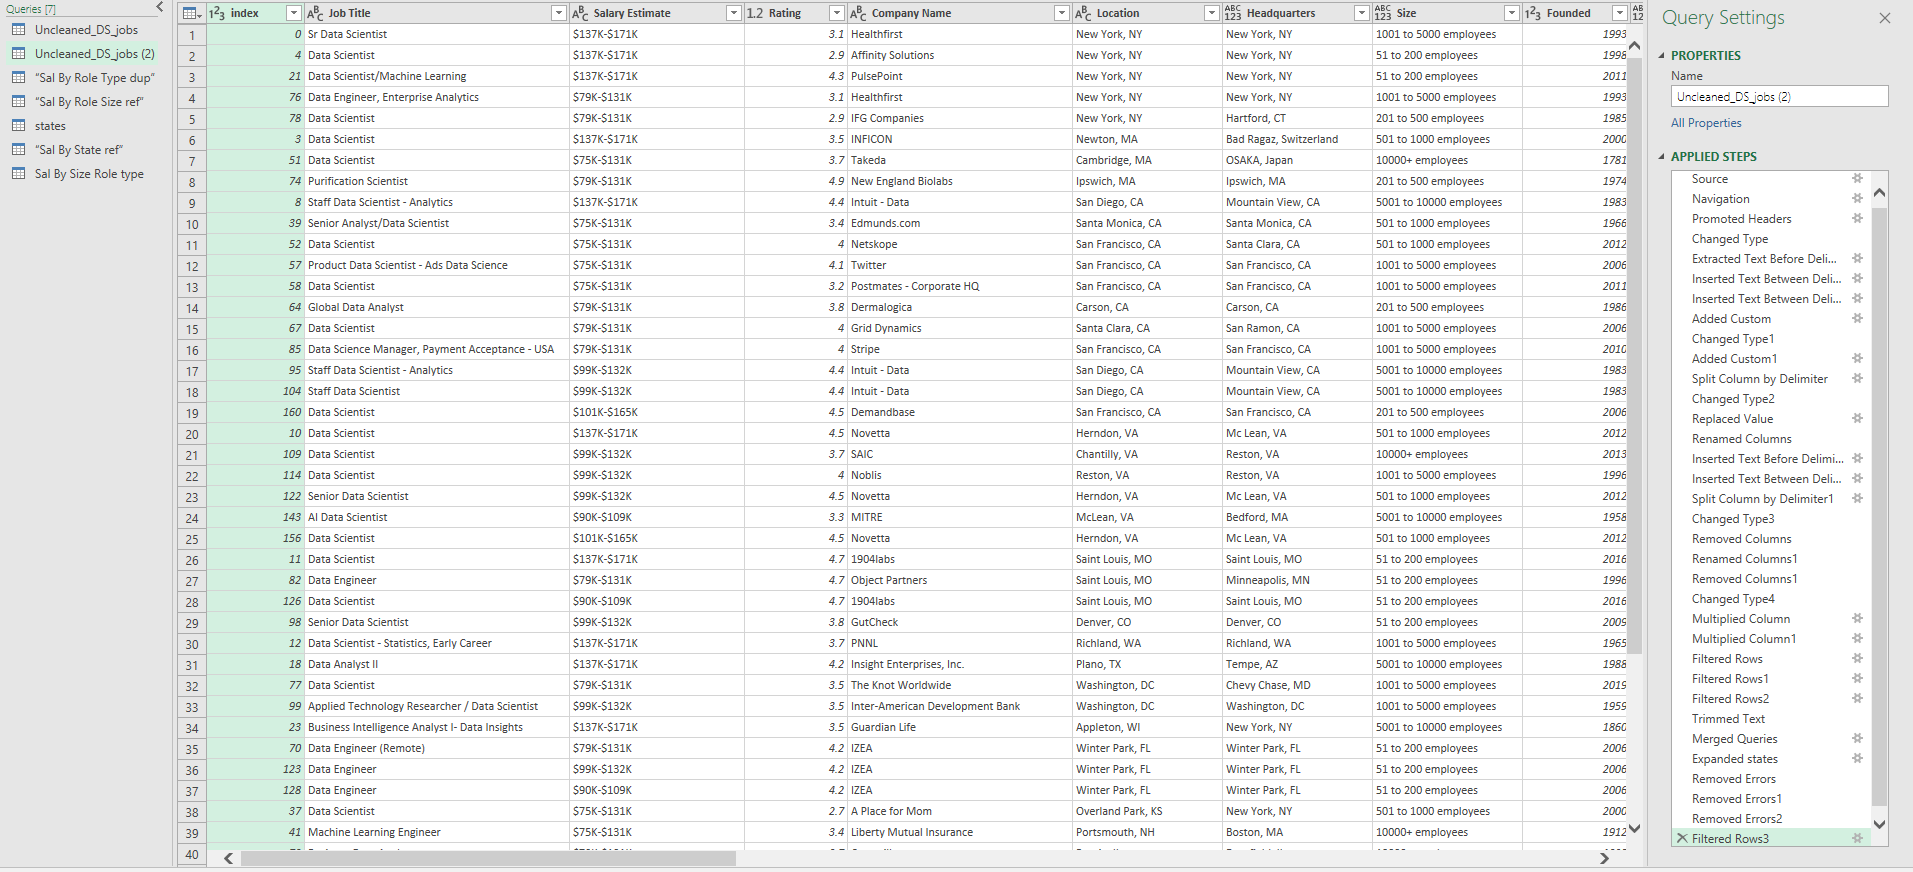 Queries [7]
Uncleaned_DS_jobs
Uncleaned_DS_jobs (2)
"Sal By Role Type dup"
"Sal By Role Size ref"
states
"Sal By State ref"
Sal By Size Role type
1 2 3 index A B C Job Title A B C Salary Estimate 1.2 Rating A B C Company Name A B C Location ABC 123 Headquarters ABC 123 Size 1 2 3 Founded
1 0 Sr Data Scientist $137K-$171K 3.1 Healthfirst New York, NY New York, NY 1001 to 5000 employees 1993
2 4 Data Scientist $137K-$171K 2.9 Affinity Solutions New York, NY New York, NY 51 to 200 employees 1998
3 21 Data Scientist/Machine Learning $137K-$171K 4.3 PulsePoint New York, NY New York, NY 51 to 200 employees 2011
4 76 Data Engineer, Enterprise Analytics $79K-$131K 3.1 Healthfirst New York, NY New York, NY 1001 to 5000 employees 1993
5 78 Data Scientist $79K-$131K 2.9 IFG Companies New York, NY Hartford, CT 201 to 500 employees 1985
6 3 Data Scientist $137K-$171K 3.5 INFICON Newton, MA Bad Ragaz, Switzerland 501 to 1000 employees 2000
7 51 Data Scientist $75K-$131K 3.7 Takeda Cambridge, MA OSAKA, Japan 10000+ employees 1781
8 74 Purification Scientist $79K-$131K 4.9 New England Biolabs Ipswich, MA Ipswich, MA 201 to 500 employees 1974
9 8 Staff Data Scientist - Analytics $137K-$171K 4.4 Intuit - Data San Diego, CA Mountain View, CA 5001 to 10000 employees 1983
10 39 Senior Analyst/Data Scientist $75K-$131K 3.4 Edmunds.com Santa Monica, CA Santa Monica, CA 501 to 1000 employees 1966
11 52 Data Scientist $75K-$131K 4 Netskope San Francisco, CA Santa Clara, CA 501 to 1000 employees 2012
12 57 Product Data Scientist - Ads Data Science $75K-$131K 4.1 Twitter San Francisco, CA San Francisco, CA 1001 to 5000 employees 2006
13 58 Data Scientist $75K-$131K 3.2 Postmates - Corporate HQ San Francisco, CA San Francisco, CA 1001 to 5000 employees 2011
14 64 Global Data Analyst $79K-$131K 3.8 Dermalogica Carson, CA Carson, CA 201 to 500 employees 1986
15 67 Data Scientist $79K-$131K 4 Grid Dynamics Santa Clara, CA San Ramon, CA 1001 to 5000 employees 2006
16 85 Data Science Manager, Payment Acceptance - USA $79K-$131K 4 Stripe San Francisco, CA San Francisco, CA 1001 to 5000 employees 2010
17 95 Staff Data Scientist - Analytics $99K-$132K 4.4 Intuit - Data San Diego, CA Mountain View, CA 5001 to 10000 employees 1983
18 104 Staff Data Scientist $99K-$132K 4.4 Intuit - Data San Diego, CA Mountain View, CA 5001 to 10000 employees 1983
19 160 Data Scientist $101K-$165K 4.5 Demandbase San Francisco, CA San Francisco, CA 201 to 500 employees 2006
20 10 Data Scientist $137K-$171K 4.5 Novetta Herndon, VA Mc Lean, VA 501 to 1000 employees 2012
21 109 Data Scientist $99K-$132K 3.7 SAIC Chantilly, VA Reston, VA 10000+ employees 2013
22 114 Data Scientist $99K-$132K 4 Noblis Reston, VA Reston, VA 1001 to 5000 employees 1996
23 122 Senior Data Scientist $99K-$132K 4.5 Novetta Herndon, VA Mc Lean, VA 501 to 1000 employees 2012
24 143 AI Data Scientist $90K-$109K 3.3 MITRE McLean, VA Bedford, MA 5001 to 10000 employees 1958
25 156 Data Scientist $101K-$165K 4.5 Novetta Herndon, VA Mc Lean, VA 501 to 1000 employees 2012
26 11 Data Scientist $137K-$171K 4.7 1904labs Saint Louis, MO Saint Louis, MO 51 to 200 employees 2016
27 82 Data Engineer $79K-$131K 4.7 Object Partners Saint Louis, MO Minneapolis, MN 51 to 200 employees 1996
28 126 Data Scientist $90K-$109K 4.7 1904labs Saint Louis, MO Saint Louis, MO 51 to 200 employees 2016
29 98 Senior Data Scientist $99K-$132K 3.8 GutCheck Denver, CO Denver, CO 51 to 200 employees 2009
30 12 Data Scientist - Statistics, Early Career $137K-$171K 3.7 PNNL Richland, WA Richland, WA 1001 to 5000 employees 1965
31 18 Data Analyst II $137K-$171K 4.2 Insight Enterprises, Inc. Plano, TX Tempe, AZ 5001 to 10000 employees 1988
32 77 Data Scientist $79K-$131K 3.5 The Knot Worldwide Washington, DC Chevy Chase, MD 1001 to 5000 employees 2019
33 99 Applied Technology Researcher / Data Scientist $99K-$132K 3.5 Inter-American Development Bank Washington, DC Washington, DC 1001 to 5000 employees 1959
34 23 Business Intelligence Analyst I- Data Insights $137K-$171K 3.5 Guardian Life Appleton, WI New York, NY 5001 to 10000 employees 1860
35 70 Data Engineer (Remote) $79K-$131K 4.2 IZEA Winter Park, FL Winter Park, FL 51 to 200 employees 2006
36 123 Data Engineer $99K-$132K 4.2 IZEA Winter Park, FL Winter Park, FL 51 to 200 employees 2006
37 128 Data Engineer $90K-$109K 4.2 IZEA Winter Park, FL Winter Park, FL 51 to 200 employees 2006
38 37 Data Scientist $75K-$131K 2.7 A Place for Mom Overland Park, KS New York, NY 501 to 1000 employees 2000
39 41 Machine Learning Engineer $75K-$131K 3.4 Liberty Mutual Insurance Portsmouth, NH Boston, MA 10000+ employees 1912
40
Query Settings
PROPERTIES
Name
Uncleaned_DS_jobs (2)
All Properties
APPLIED STEPS
Source
Navigation
Promoted Headers
Changed Type
Extracted Text Before Deli...
Inserted Text Between Deli...
Inserted Text Between Deli...
Added Custom
Changed Type1
Added Custom1
Split Column by Delimiter
Changed Type2
Replaced Value
Renamed Columns
Inserted Text Before Delimi...
Inserted Text Between Deli...
Split Column by Delimiter1
Changed Type3
Removed Columns
Renamed Columns1
Removed Columns1
Changed Type4
Multiplied Column
Multiplied Column1
Filtered Rows
Filtered Rows1
Filtered Rows2
Trimmed Text
Merged Queries
Expanded states
Removed Errors
Removed Errors1
Removed Errors2
Filtered Rows3